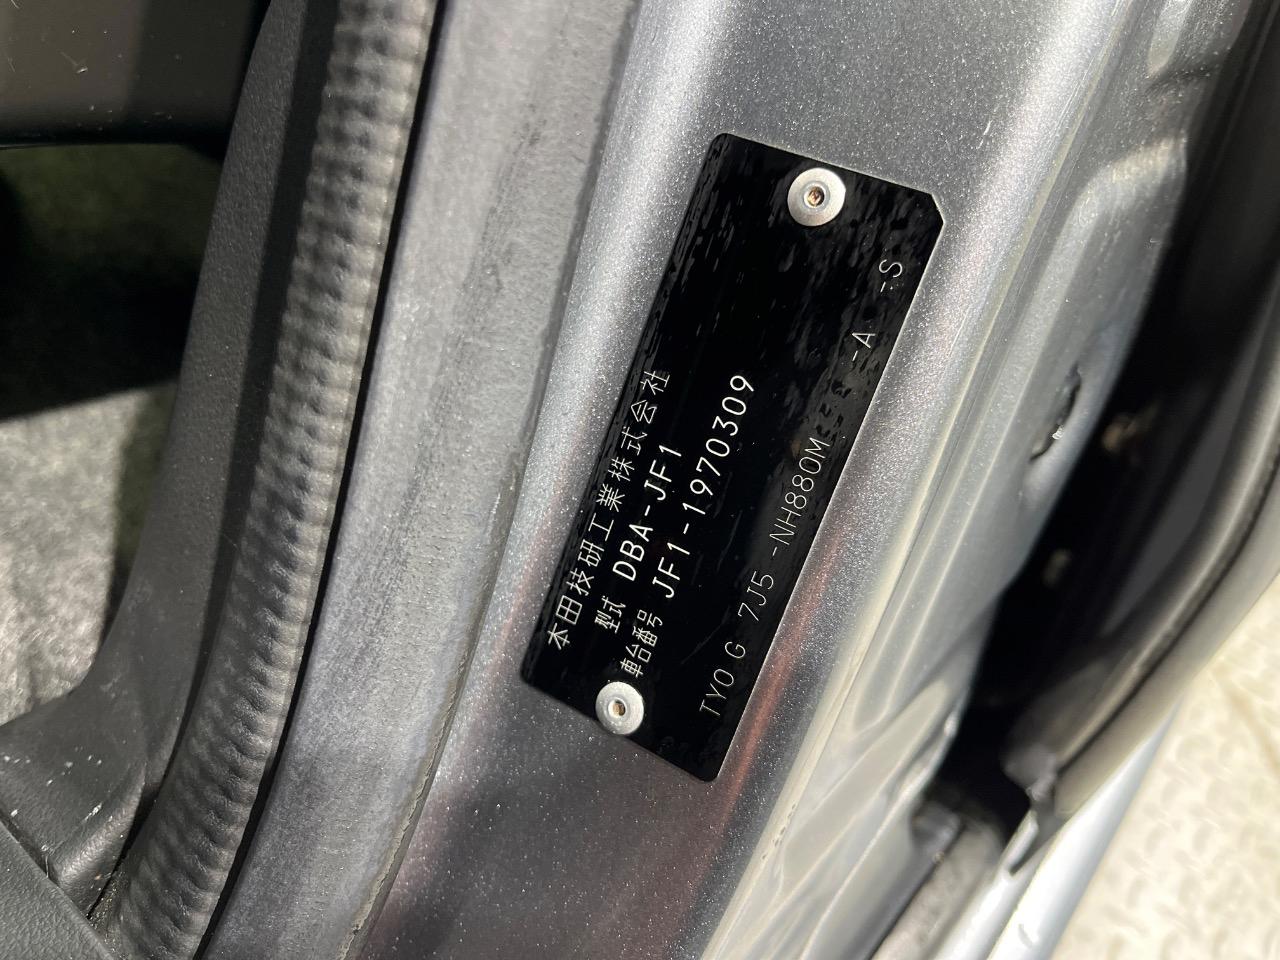 本田技研工業株式会社
型式 DBA-JF1
車台番号 JF1-1970309
TYO G 7J5 -NH880M -A -S